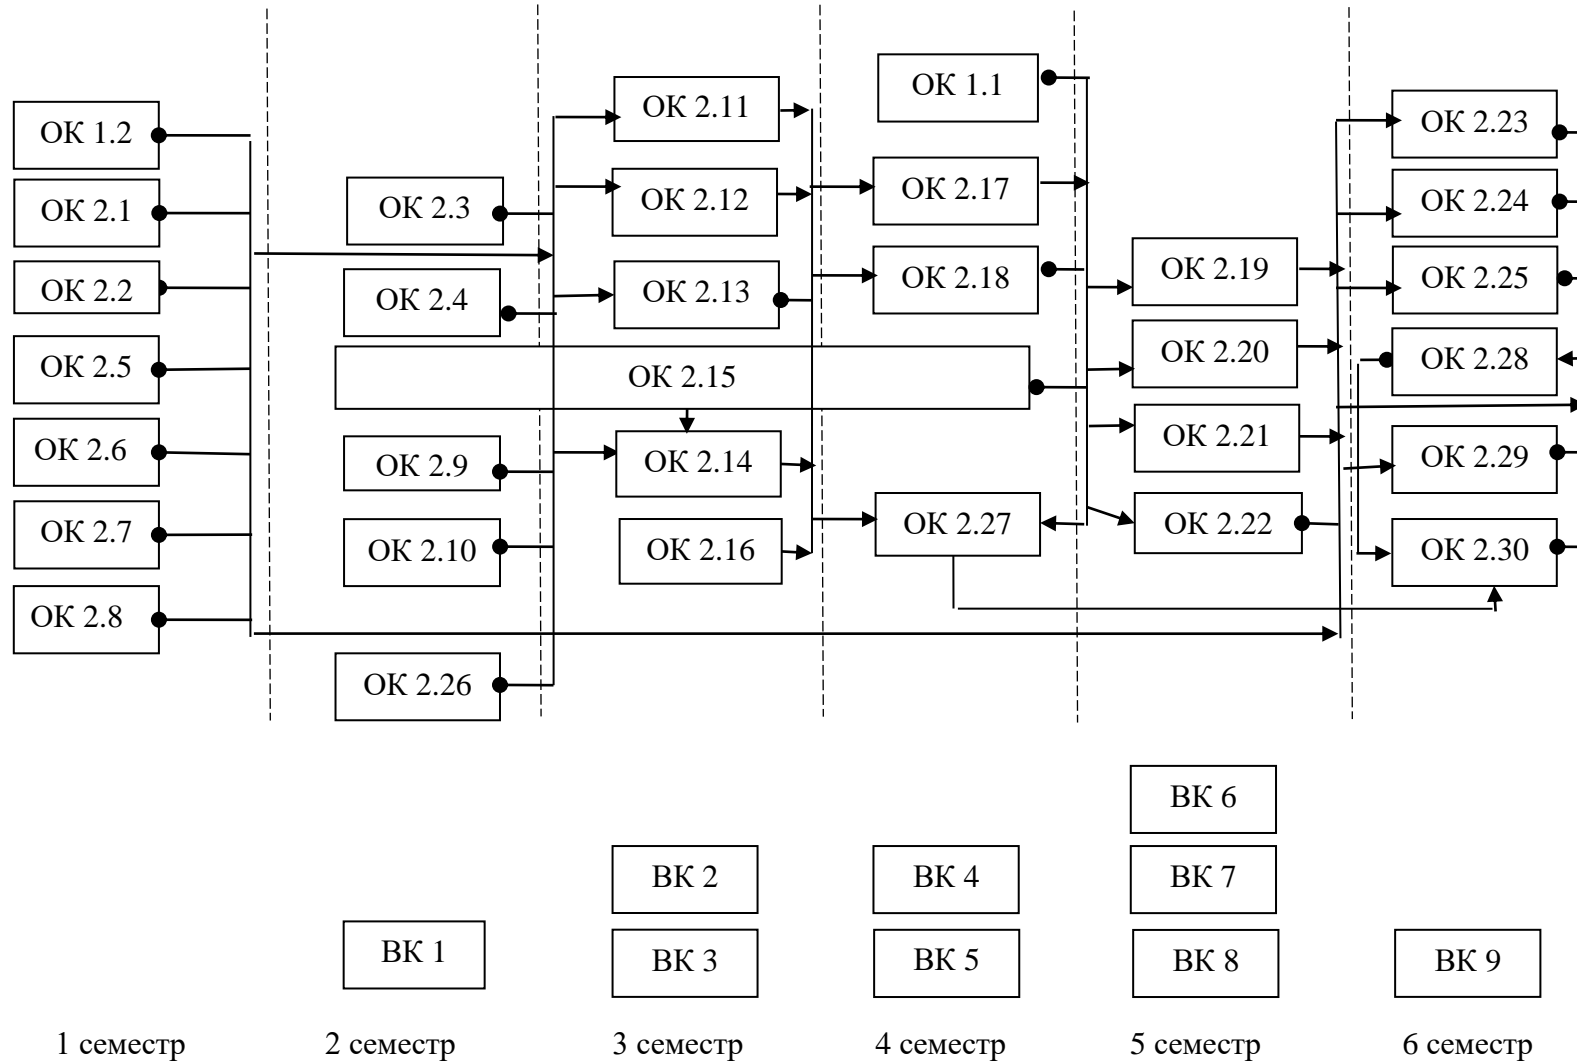 ОК 1.2
ОК 2.1
ОК 2.2
ОК 2.5
ОК 2.6
ОК 2.7
ОК 2.8
ОК 2.3
ОК 2.4
ОК 2.15
ОК 2.9
ОК 2.10
ОК 2.26
ОК 2.11
ОК 2.12
ОК 2.13
ОК 2.14
ОК 2.16
ОК 1.1
ОК 2.17
ОК 2.18
ОК 2.27
ОК 2.19
ОК 2.20
ОК 2.21
ОК 2.22
ОК 2.23
ОК 2.24
ОК 2.25
ОК 2.28
ОК 2.29
ОК 2.30
ВК 1
ВК 2
ВК 3
ВК 4
ВК 5
ВК 6
ВК 7
ВК 8
ВК 9
1 семестр
2 семестр
3 семестр
4 семестр
5 семестр
6 семестр